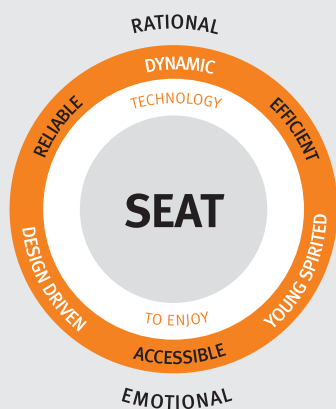 RATIONAL
DYNAMIC
TECHNOLOGY
RELIABLE
EFFICIENT
SEAT
DESIGN DRIVEN
YOUNG SPIRITED
TO ENJOY
ACCESSIBLE
EMOTIONAL